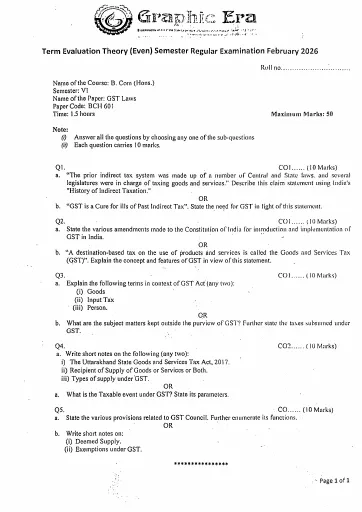 Graphic Era
Term Evaluation Theory (Even) Semester Regular Examination February 2026
Roll no..............................
Name of the Course: B. Com (Hons.)
Semester: VI
Name of the Paper: GST Laws
Paper Code: BCH 601
Time: 1.5 hours Maximum Marks: 50
Note:
(i) Answer all the questions by choosing any one of the sub-questions
(ii) Each question carries 10 marks.
Q1. CO1...... (10 Marks)
a. "The prior indirect tax system was made up of a number of Central and State laws, and several
legislatures were in charge of taxing goods and services." Describe this claim statement using India's
"History of Indirect Taxation."
OR
b. "GST is a Cure for ills of Past Indirect Tax". State the need for GST in light of this statement.
Q2. CO1...... (10 Marks)
a. State the various amendments made to the Constitution of India for introduction and implementation of
GST in India.
OR
b. "A destination-based tax on the use of products and services is called the Goods and Services Tax
(GST)". Explain the concept and features of GST in view of this statement.
Q3. CO1...... (10 Marks)
a. Explain the following terms in context of GST Act (any two):
(i) Goods
(ii) Input Tax
(iii) Person.
OR
b. What are the subject matters kept outside the purview of GST? Further state the taxes subsumed under
GST.
Q4. CO2...... (10 Marks)
a. Write short notes on the following (any two):
i) The Uttarakhand State Goods and Services Tax Act, 2017.
ii) Recipient of Supply of Goods or Services or Both.
iii) Types of supply under GST.
OR
a. What is the Taxable event under GST? State its parameters.
Q5. CO...... (10 Marks)
a. State the various provisions related to GST Council. Further enumerate its functions.
OR
b. Write short notes on:
(i) Deemed Supply.
(ii) Exemptions under GST.
****************
Page 1 of 1